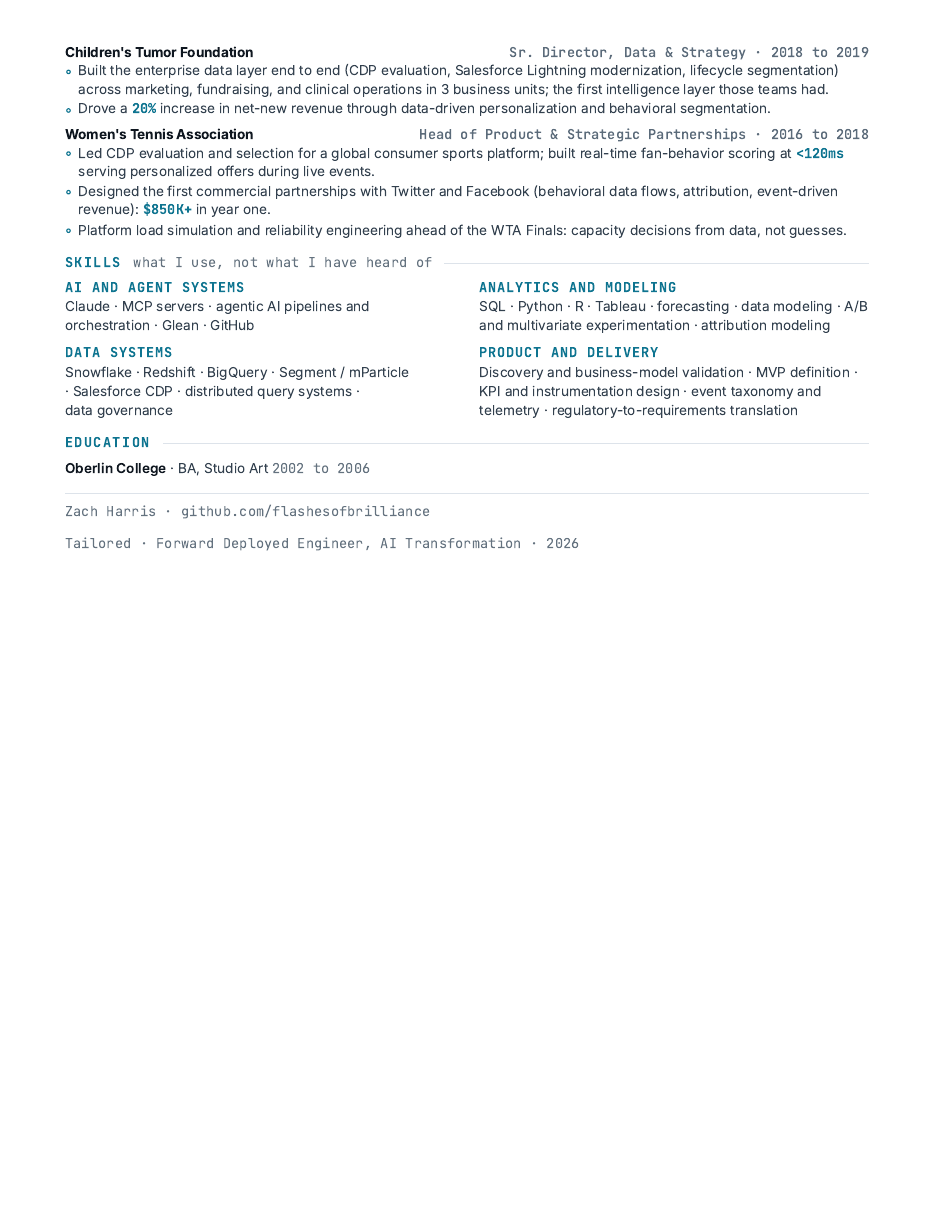 Children's Tumor Foundation Sr. Director, Data & Strategy · 2018 to 2019
Built the enterprise data layer end to end (CDP evaluation, Salesforce Lightning modernization, lifecycle segmentation)
across marketing, fundraising, and clinical operations in 3 business units; the first intelligence layer those teams had.
Drove a 20% increase in net-new revenue through data-driven personalization and behavioral segmentation.
Women's Tennis Association Head of Product & Strategic Partnerships · 2016 to 2018
Led CDP evaluation and selection for a global consumer sports platform; built real-time fan-behavior scoring at <120ms
serving personalized offers during live events.
Designed the first commercial partnerships with Twitter and Facebook (behavioral data flows, attribution, event-driven
revenue): $850K+ in year one.
Platform load simulation and reliability engineering ahead of the WTA Finals: capacity decisions from data, not guesses.
SKILLS what I use, not what I have heard of
AI AND AGENT SYSTEMS
Claude · MCP servers · agentic AI pipelines and
orchestration · Glean · GitHub
ANALYTICS AND MODELING
SQL · Python · R · Tableau · forecasting · data modeling · A/B
and multivariate experimentation · attribution modeling
DATA SYSTEMS
Snowflake · Redshift · BigQuery · Segment / mParticle
· Salesforce CDP · distributed query systems ·
data governance
PRODUCT AND DELIVERY
Discovery and business-model validation · MVP definition ·
KPI and instrumentation design · event taxonomy and
telemetry · regulatory-to-requirements translation
EDUCATION
Oberlin College · BA, Studio Art 2002 to 2006
Zach Harris · github.com/flashesofbrilliance
Tailored · Forward Deployed Engineer, AI Transformation · 2026